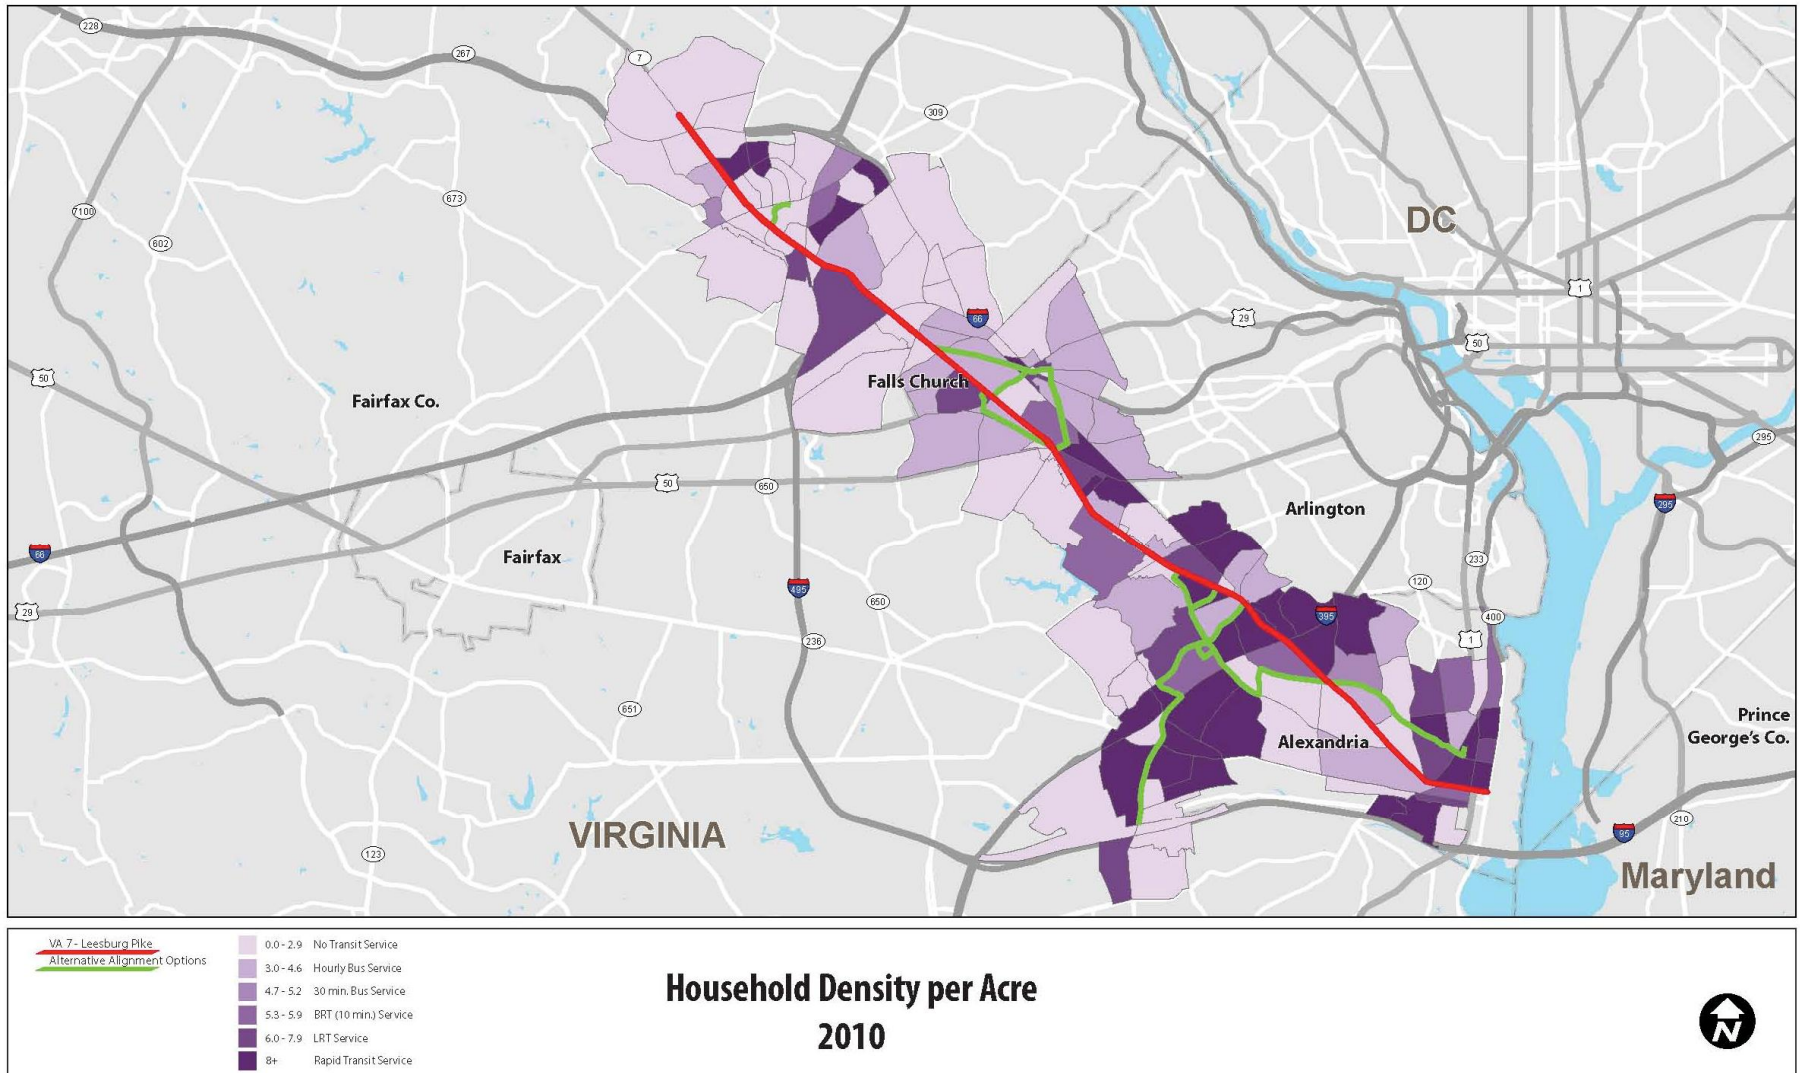 228
267
7
309
7100
673
602
DC
1
66
29
50
50
Falls Church
Fairfax Co.
295
50
650
Arlington
295
66
Fairfax
233
495
120
29
650
395
400
236
1
651
Prince
George's Co.
Alexandria
VIRGINIA
95
210
123
Maryland
VA 7 - Leesburg Pike
Alternative Alignment Options
0.0 - 2.9 No Transit Service
3.0 - 4.6 Hourly Bus Service
4.7 - 5.2 30 min. Bus Service
5.3 - 5.9 BRT (10 min.) Service
6.0 - 7.9 LRT Service
8+ Rapid Transit Service
Household Density per Acre
2010
N